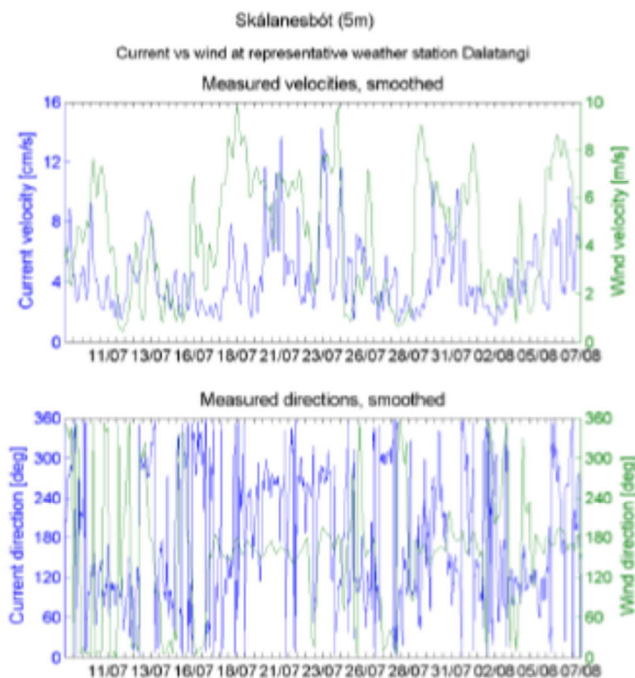 Skálanesbót (5m)
Current vs wind at representative weather station Dalatangi
Measured velocities, smoothed
16 12 8 4 0
Current velocity [cm/s]
10 8 6 4 2 0
Wind velocity [m/s]
11/07 13/07 16/07 18/07 21/07 23/07 26/07 28/07 31/07 02/08 05/08 07/08
Measured directions, smoothed
360 300 240 180 120 60 0
Current direction [deg]
360 300 240 180 120 60 0
Wind direction [deg]
11/07 13/07 16/07 18/07 21/07 23/07 26/07 28/07 31/07 02/08 05/08 07/08